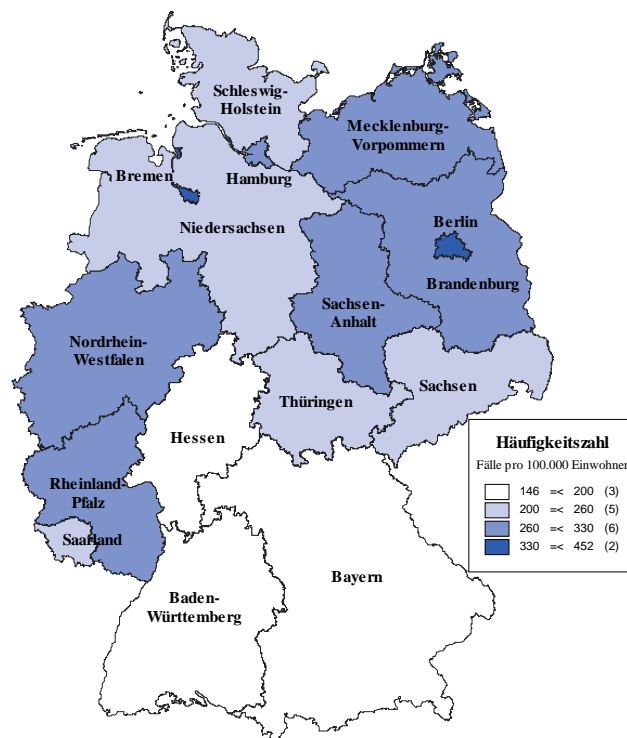 Schleswig-
Holstein
Mecklenburg-
Vorpommern
Bremen
Hamburg
Niedersachsen
Berlin
Brandenburg
Sachsen-
Anhalt
Nordrhein-
Westfalen
Sachsen
Thüringen
Hessen
Rheinland-
Pfalz
Saarland
Bayern
Baden-
Württemberg
Häufigkeitszahl
Fälle pro 100.000 Einwohner
146 =< 200 (3)
200 =< 260 (5)
260 =< 330 (6)
330 =< 452 (2)